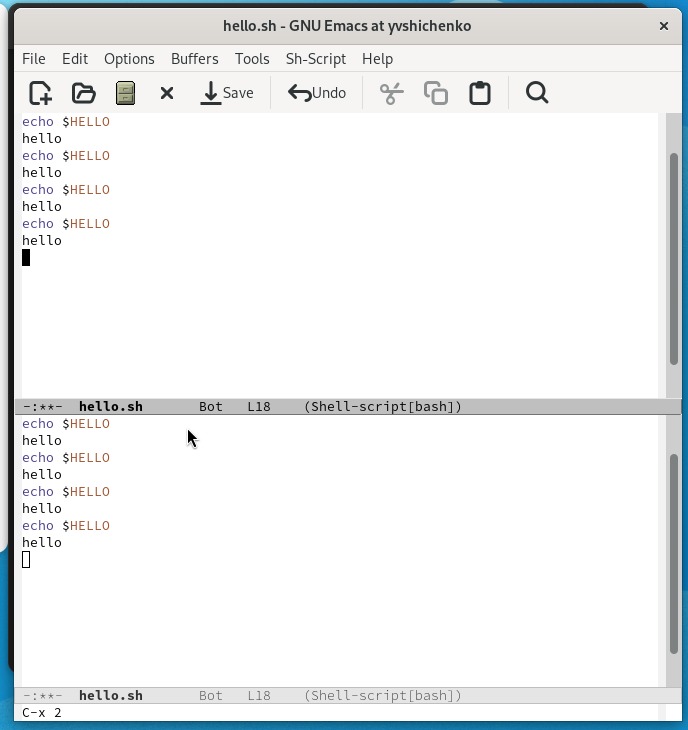 hello.sh - GNU Emacs at yvshichenko
File Edit Options Buffers Tools Sh-Script Help
Save Undo
echo $HELLO
hello
echo $HELLO
hello
echo $HELLO
hello
echo $HELLO
hello
-:**-  hello.sh       Bot   L18    (Shell-script[bash])
echo $HELLO
hello
echo $HELLO
hello
echo $HELLO
hello
echo $HELLO
hello
-:**-  hello.sh       Bot   L18    (Shell-script[bash])
C-x 2